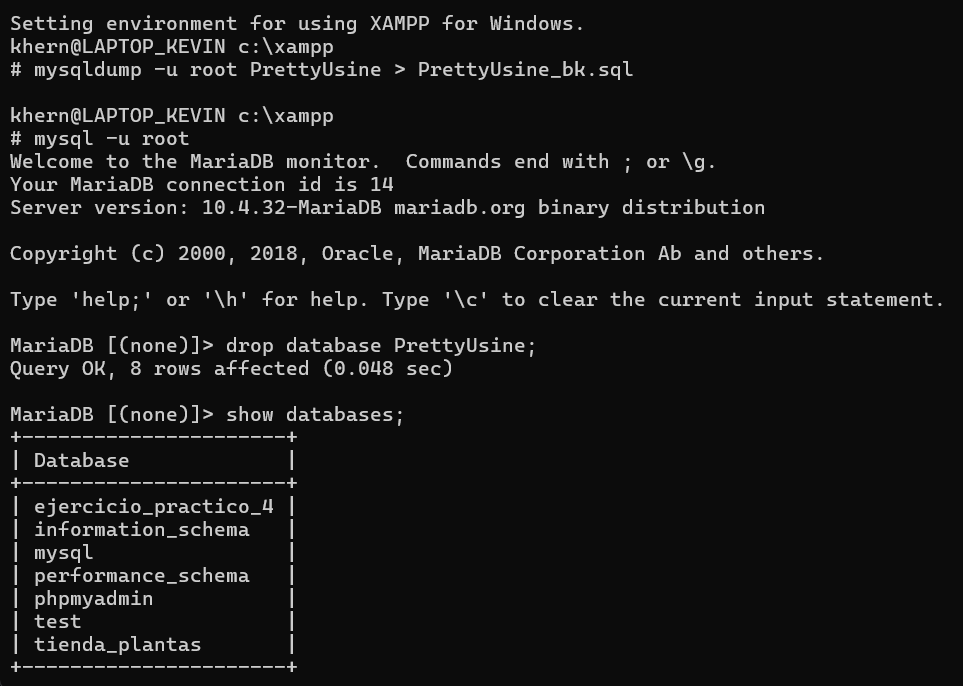 Setting environment for using XAMPP for Windows.
khern@LAPTOP_KEVIN c:\xampp
# mysqldump -u root PrettyUsine > PrettyUsine_bk.sql

khern@LAPTOP_KEVIN c:\xampp
# mysql -u root
Welcome to the MariaDB monitor.  Commands end with ; or \g.
Your MariaDB connection id is 14
Server version: 10.4.32-MariaDB mariadb.org binary distribution

Copyright (c) 2000, 2018, Oracle, MariaDB Corporation Ab and others.

Type 'help;' or '\h' for help. Type '\c' to clear the current input statement.

MariaDB [(none)]> drop database PrettyUsine;
Query OK, 8 rows affected (0.048 sec)

MariaDB [(none)]> show databases;
+----------------------+
| Database             |
+----------------------+
| ejercicio_practico_4 |
| information_schema   |
| mysql                |
| performance_schema   |
| phpmyadmin           |
| test                 |
| tienda_plantas       |
+----------------------+